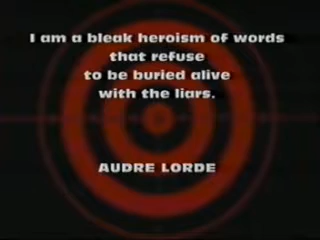 I am a bleak heroism of words
that refuse
to be buried alive
with the liars.
AUDRE LORDE